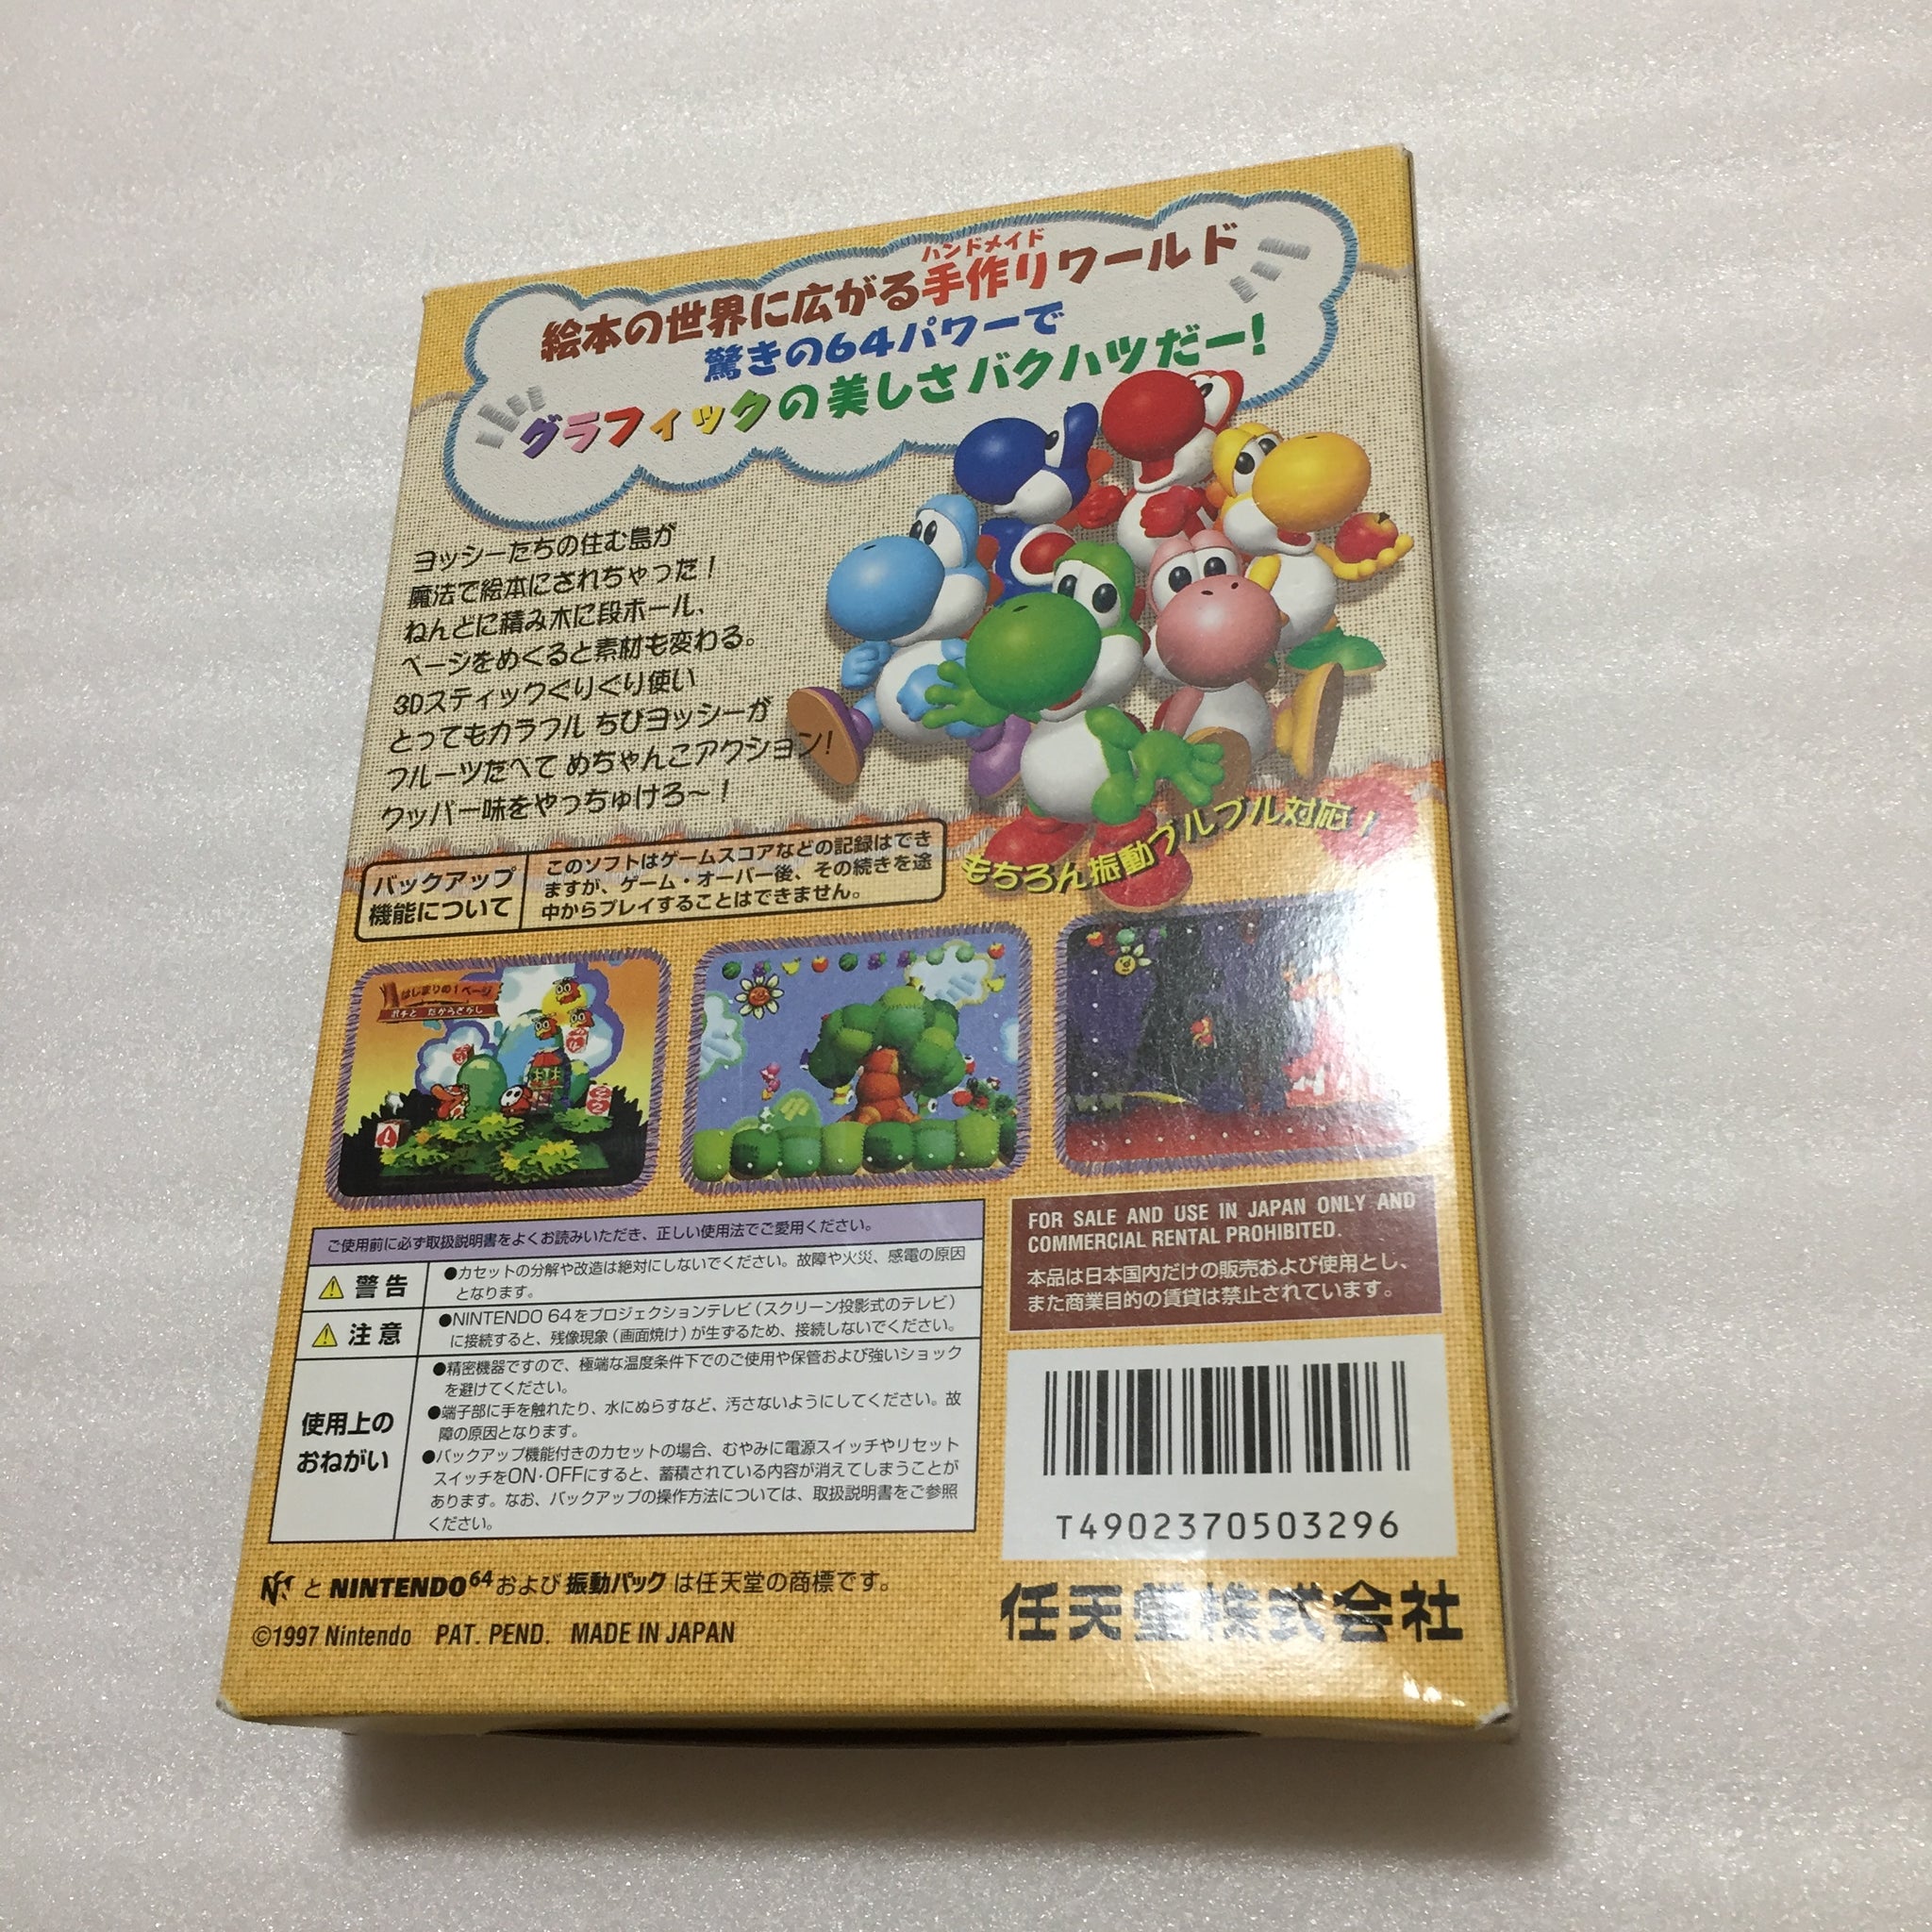 ハンドメイド
絵本の世界に広がる手作りワールド
驚きの64パワーで
グラフィックの美しさバクハツだー!
ヨッシーたちの住む島が
魔法で絵本にされちゃった！
ねんどに積み木に段ボール、
ページをめくると素材も変わる。
3Dスティックぐりぐり使い
とってもカラフル ちびヨッシーが
フルーツたべて めちゃんこアクション!
クッパー味をやっちゅけろ〜！
もちろん振動ブルブル対応！
バックアップ
機能について
このソフトはゲームスコアなどの記録はでき
ますが、ゲーム・オーバー後、その続きを途
中からプレイすることはできません。
はじまりの1ページ
ポチと たからさがし
ご使用前に必ず取扱説明書をよくお読みいただき、正しい使用法でご愛用ください。
警告
●カセットの分解や改造は絶対にしないでください。故障や火災、感電の原因
となります。
注意
●NINTENDO 64をプロジェクションテレビ（スクリーン投影式のテレビ）
に接続すると、残像現象（画面焼け）が生ずるため、接続しないでください。
使用上の
おねがい
●精密機器ですので、極端な温度条件下でのご使用や保管および強いショック
を避けてください。
●端子部に手を触れたり、水にぬらすなど、汚さないようにしてください。故
障の原因となります。
●バックアップ機能付きのカセットの場合、むやみに電源スイッチやリセット
スイッチをON・OFFにすると、蓄積されている内容が消えてしまうことが
あります。なお、バックアップの操作方法については、取扱説明書をご参照
ください。
FOR SALE AND USE IN JAPAN ONLY AND
COMMERCIAL RENTAL PROHIBITED.
本品は日本国内だけの販売および使用とし、
また商業目的の賃貸は禁止されています。
T4902370503296
と NINTENDO64 および 振動パック は任天堂の商標です。
©1997 Nintendo PAT. PEND. MADE IN JAPAN
任天堂株式会社